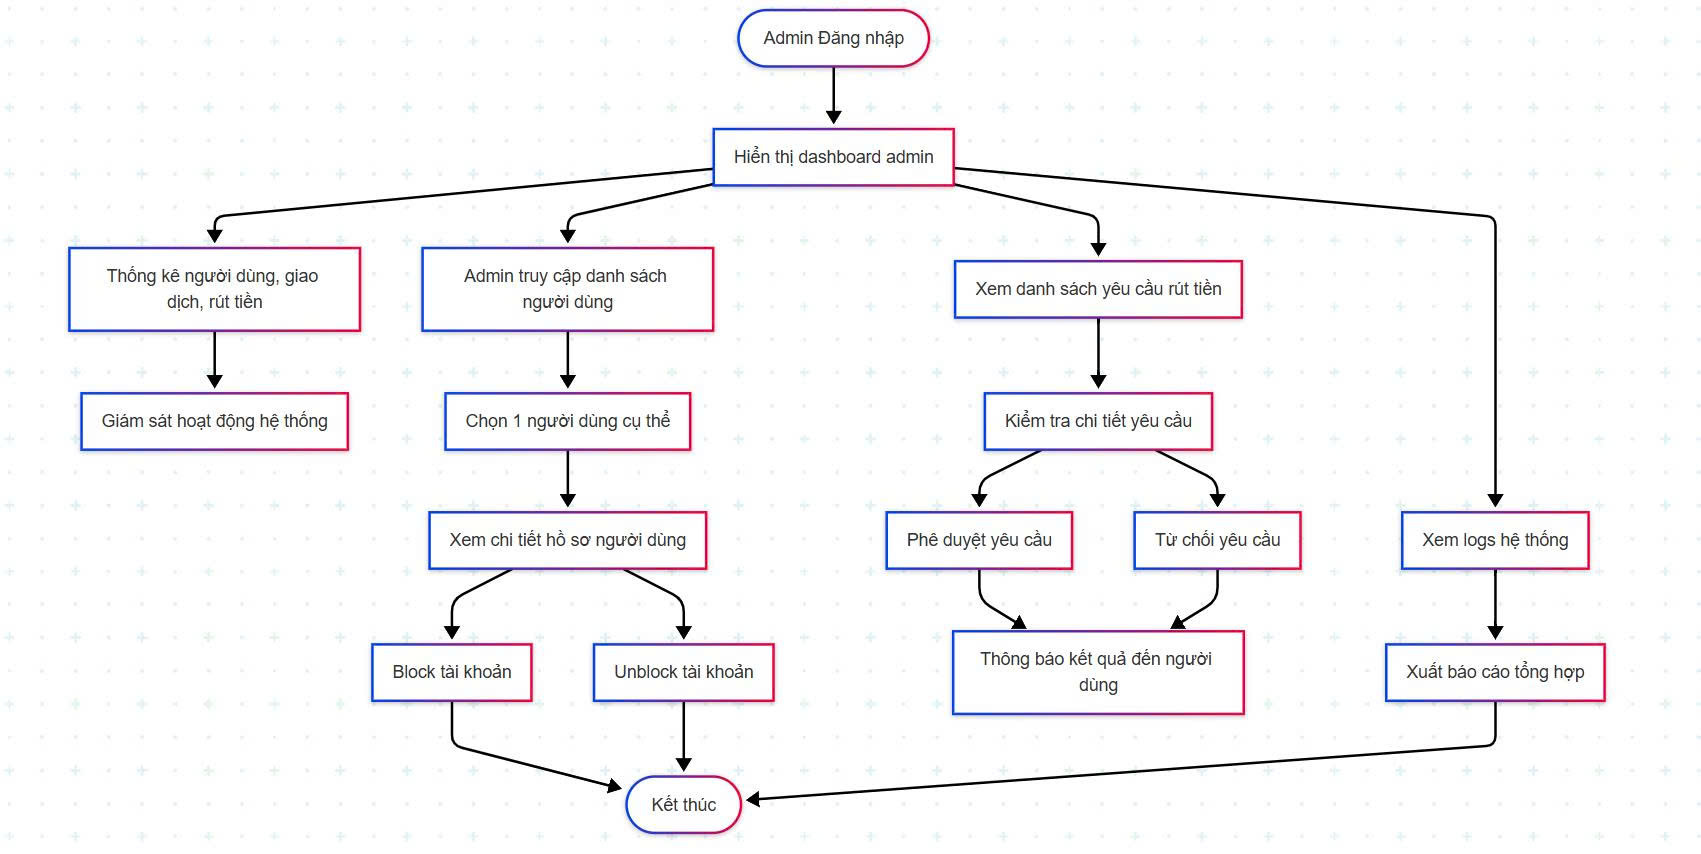 Admin Đăng nhập
Hiển thị dashboard admin
Thống kê người dùng, giao
dịch, rút tiền
Admin truy cập danh sách
người dùng
Xem danh sách yêu cầu rút tiền
Giám sát hoạt động hệ thống
Chọn 1 người dùng cụ thể
Kiểm tra chi tiết yêu cầu
Xem chi tiết hồ sơ người dùng
Phê duyệt yêu cầu
Từ chối yêu cầu
Xem logs hệ thống
Block tài khoản
Unblock tài khoản
Thông báo kết quả đến người
dùng
Xuất báo cáo tổng hợp
Kết thúc